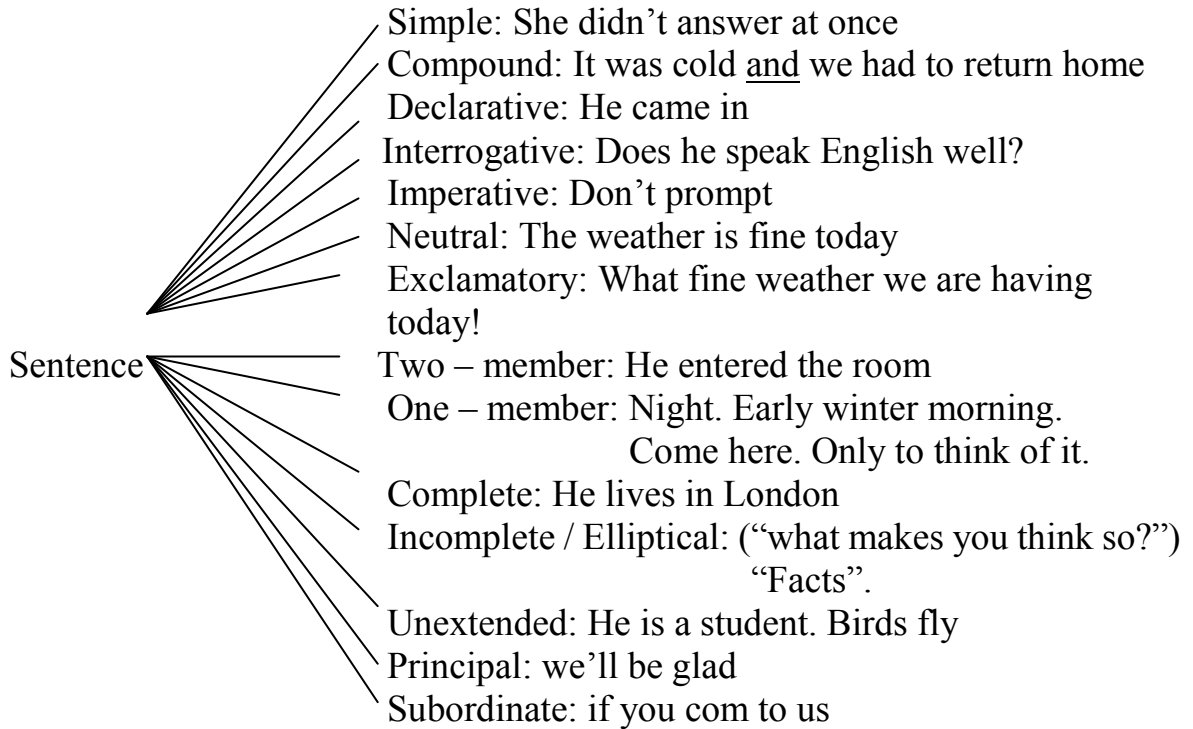 Simple: She didn’t answer at once
Compound: It was cold and we had to return home
Declarative: He came in
Interrogative: Does he speak English well?
Imperative: Don’t prompt
Neutral: The weather is fine today
Exclamatory: What fine weather we are having
today!
Sentence
Two – member: He entered the room
One – member: Night. Early winter morning.
Come here. Only to think of it.
Complete: He lives in London
Incomplete / Elliptical: (“what makes you think so?”)
“Facts”.
Unextended: He is a student. Birds fly
Principal: we’ll be glad
Subordinate: if you com to us